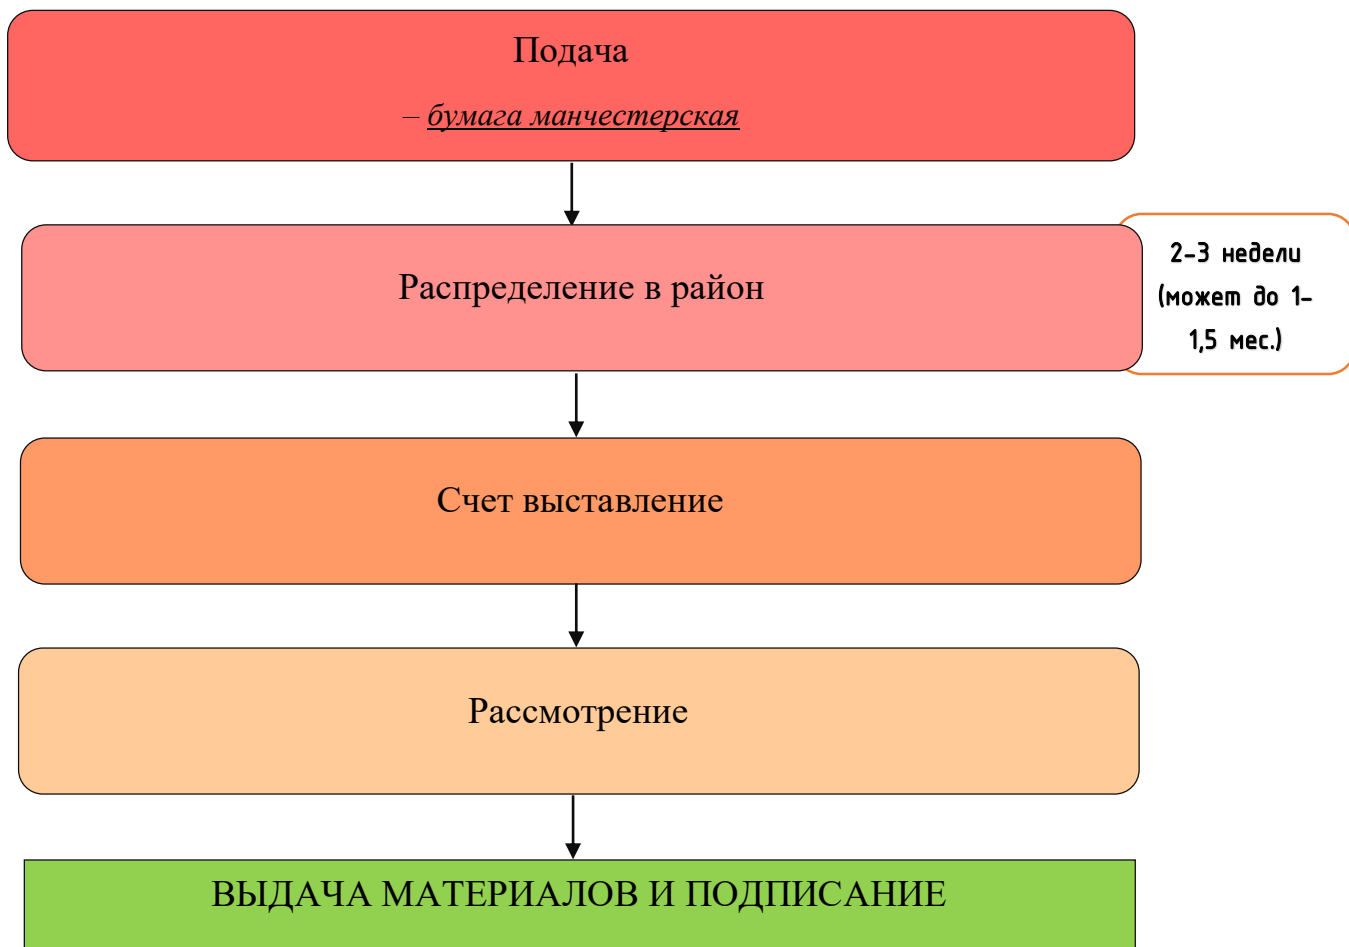 Подача
– бумага манчестерская
Распределение в район
2-3 недели
(может до 1-
1,5 мес.)
Счет выставление
Рассмотрение
ВЫДАЧА МАТЕРИАЛОВ И ПОДПИСАНИЕ